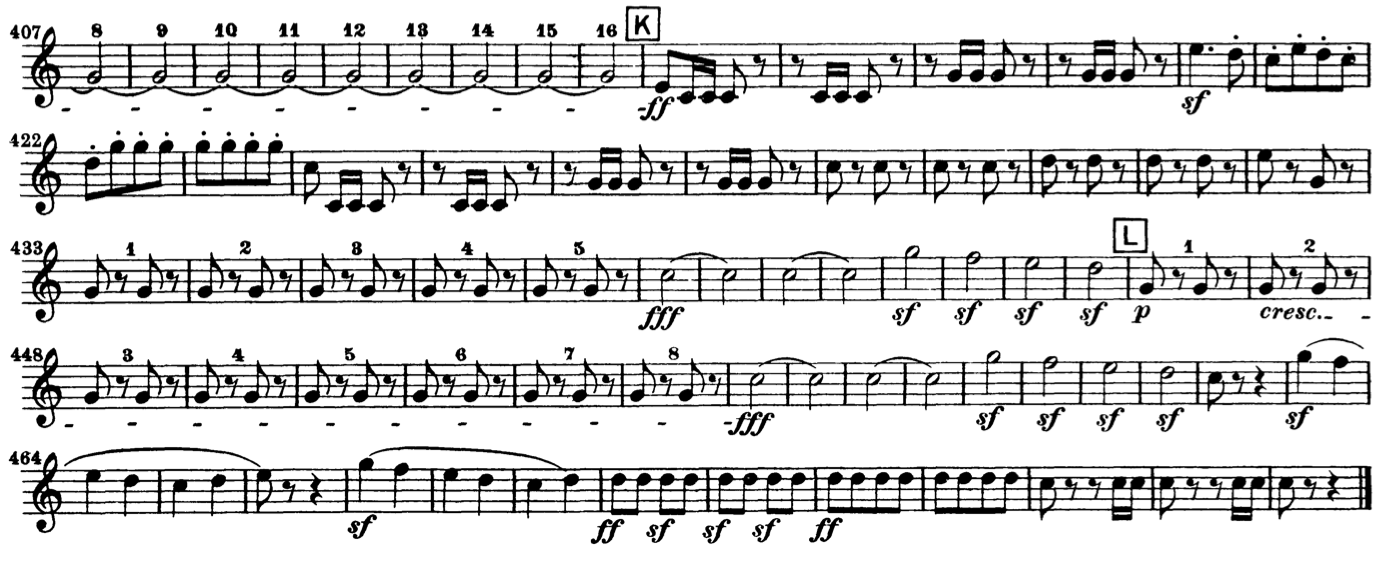 407 8 9 10 11 12 13 14 15 16 K
ff sf
422
433 1 2 3 4 5 L 1 2
fff sf sf sf sf p cresc.
448 3 4 5 6 7 8
fff sf sf sf sf sf
464
sf ff sf sf sf ff